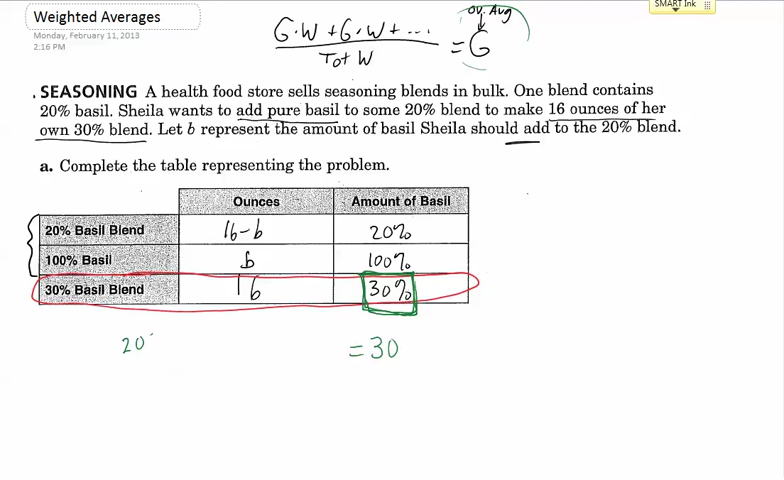 Weighted Averages
Monday, February 11, 2013
2:16 PM
SMART Ink
Ov. Avg
G·W + G·W + ... = G
Tot W
. SEASONING A health food store sells seasoning blends in bulk. One blend contains
20% basil. Sheila wants to add pure basil to some 20% blend to make 16 ounces of her
own 30% blend. Let b represent the amount of basil Sheila should add to the 20% blend.
a. Complete the table representing the problem.
Ounces Amount of Basil
20% Basil Blend 16-b 20%
100% Basil b 100%
30% Basil Blend 16 30%
20 = 30